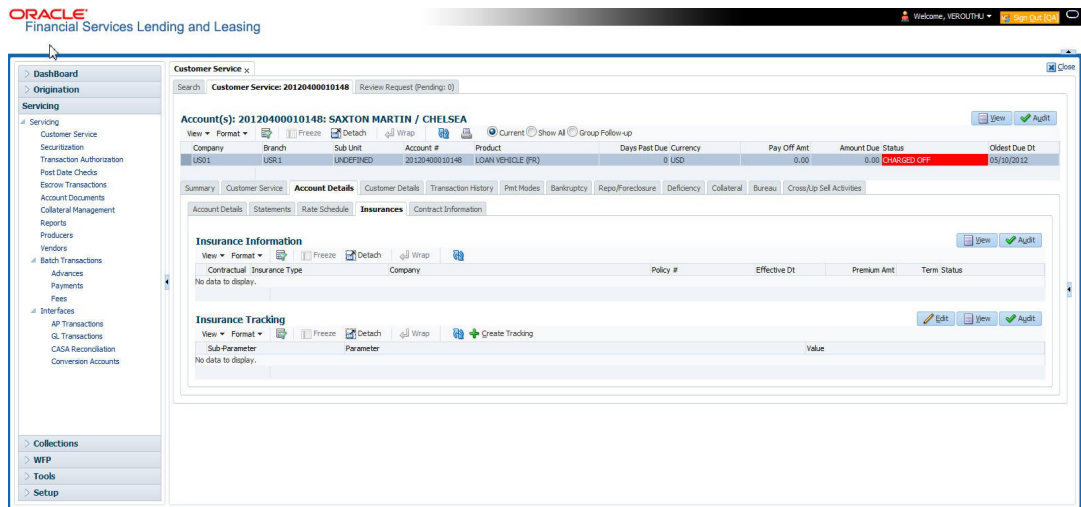 ORACLE
Financial Services Lending and Leasing
Welcome, VEROUTHU
Sign Out [QA]
Close
DashBoard
Origination
Servicing
Servicing
Customer Service
Securitization
Transaction Authorization
Post Date Checks
Escrow Transactions
Account Documents
Collateral Management
Reports
Producers
Vendors
Batch Transactions
Advances
Payments
Fees
Interfaces
AP Transactions
GL Transactions
CASA Reconciliation
Conversion Accounts
Collections
WFP
Tools
Setup
Customer Service x
Search Customer Service: 20120400010148 Review Request (Pending: 0)
Account(s): 20120400010148: SAXTON MARTIN / CHELSEA View Audit
View Format Freeze Detach Wrap Current Show All Group Follow-up
Company Branch Sub Unit Account # Product Days Past Due Currency Pay Off Amt Amount Due Status Oldest Due Dt
US01 USR1 UNDEFINED 20120400010148 LOAN VEHICLE (FR) 0 USD 0.00 0.00 CHARGED OFF 05/10/2012
Summary Customer Service Account Details Customer Details Transaction History Pmt Modes Bankruptcy Repo/Foreclosure Deficiency Collateral Bureau Cross/Up Sell Activities
Account Details Statements Rate Schedule Insurances Contract Information
Insurance Information View Audit
View Format Freeze Detach Wrap
Contractual Insurance Type Company Policy # Effective Dt Premium Amt Term Status
No data to display.
Insurance Tracking Edit View Audit
View Format Freeze Detach Wrap Create Tracking
Sub-Parameter Parameter Value
No data to display.